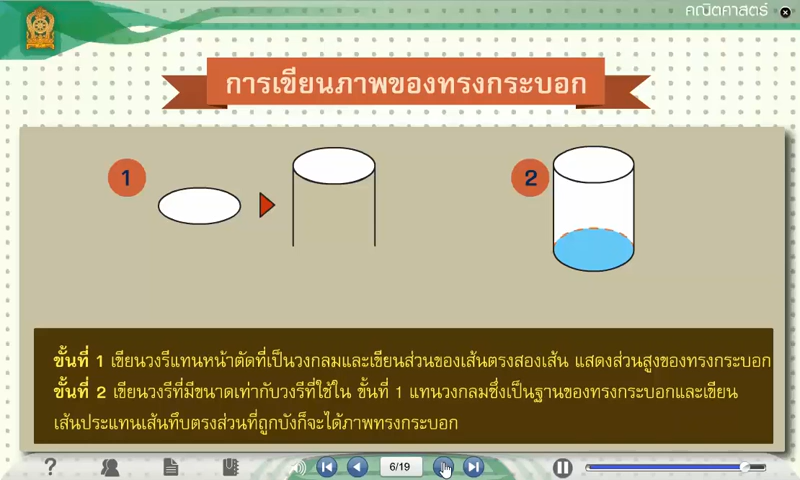 คณิตศาสตร์
การเขียนภาพของทรงกระบอก
1
2
ขั้นที่ 1 เขียนวงรีแทนหน้าตัดที่เป็นวงกลมและเขียนส่วนของเส้นตรงสองเส้น แสดงส่วนสูงของทรงกระบอก
ขั้นที่ 2 เขียนวงรีที่มีขนาดเท่ากับวงรีที่ใช้ใน ขั้นที่ 1 แทนวงกลมซึ่งเป็นฐานของทรงกระบอกและเขียน
เส้นประแทนเส้นทึบตรงส่วนที่ถูกบังก็จะได้ภาพทรงกระบอก
? 6/19